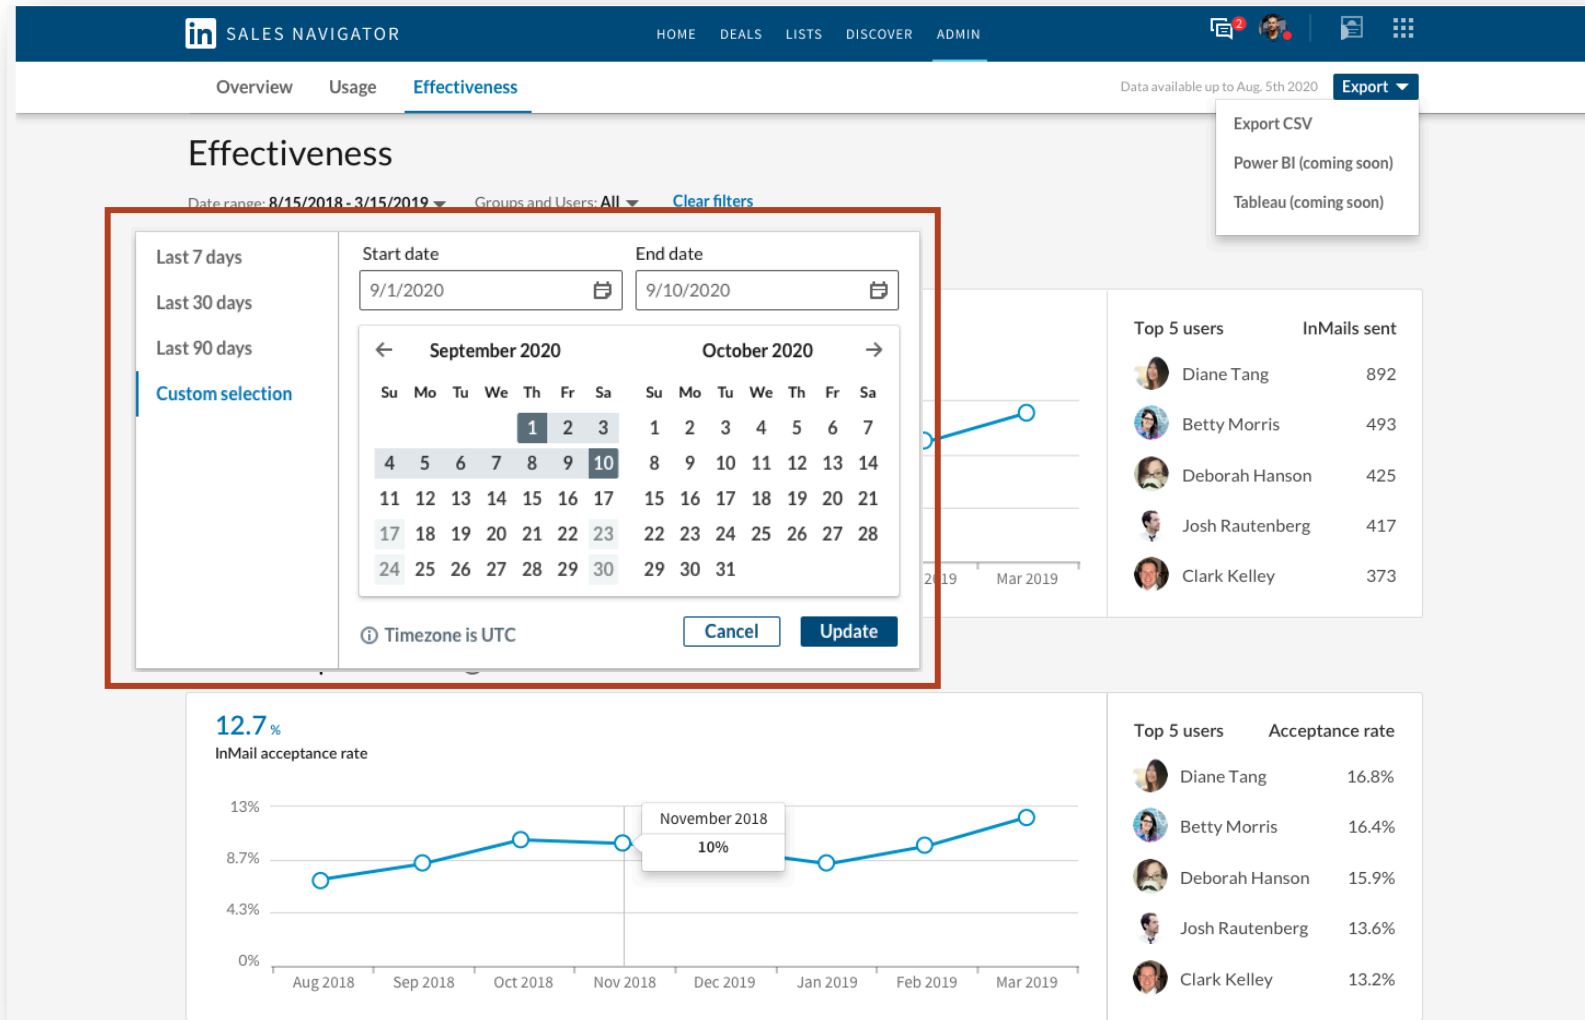 in SALES NAVIGATOR
HOME DEALS LISTS DISCOVER ADMIN
2
Overview Usage Effectiveness
Data available up to Aug. 5th 2020 Export
Export CSV
Power BI (coming soon)
Tableau (coming soon)
Effectiveness
Date range: 8/15/2018 - 3/15/2019 Groups and Users: All Clear filters
Last 7 days
Last 30 days
Last 90 days
Custom selection
Start date End date
9/1/2020 9/10/2020
September 2020 October 2020
Su Mo Tu We Th Fr Sa Su Mo Tu We Th Fr Sa
1 2 3 1 2 3 4 5 6 7
4 5 6 7 8 9 10 8 9 10 11 12 13 14
11 12 13 14 15 16 17 15 16 17 18 19 20 21
17 18 19 20 21 22 23 22 23 24 25 26 27 28
24 25 26 27 28 29 30 29 30 31
Timezone is UTC Cancel Update
2019 Mar 2019
Top 5 users InMails sent
Diane Tang 892
Betty Morris 493
Deborah Hanson 425
Josh Rautenberg 417
Clark Kelley 373
12.7 %
InMail acceptance rate
13%
8.7%
4.3%
0%
November 2018
10%
Aug 2018 Sep 2018 Oct 2018 Nov 2018 Dec 2019 Jan 2019 Feb 2019 Mar 2019
Top 5 users Acceptance rate
Diane Tang 16.8%
Betty Morris 16.4%
Deborah Hanson 15.9%
Josh Rautenberg 13.6%
Clark Kelley 13.2%